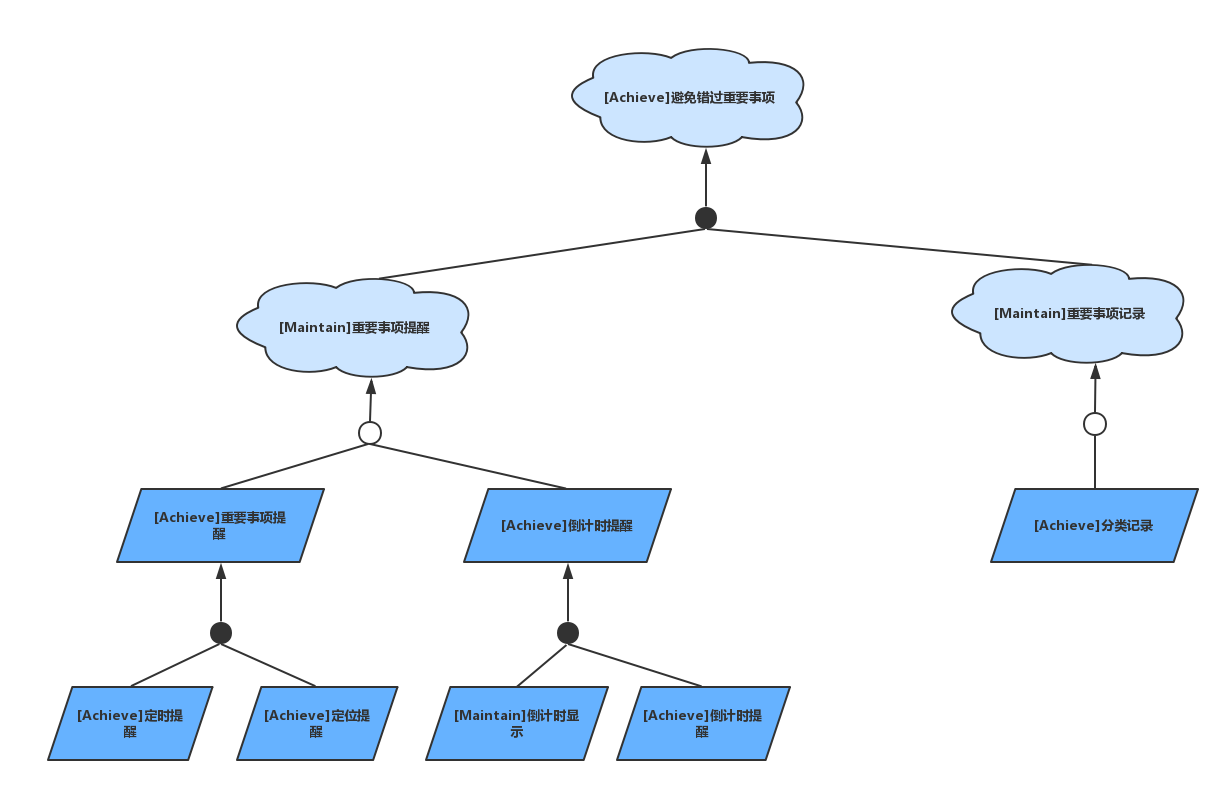 [Achieve]避免错过重要事项
[Maintain]重要事项提醒
[Maintain]重要事项记录
[Achieve]重要事项提
醒
[Achieve]倒计时提醒
[Achieve]分类记录
[Achieve]定时提
醒
[Achieve]定位提
醒
[Maintain]倒计时显
示
[Achieve]倒计时提
醒